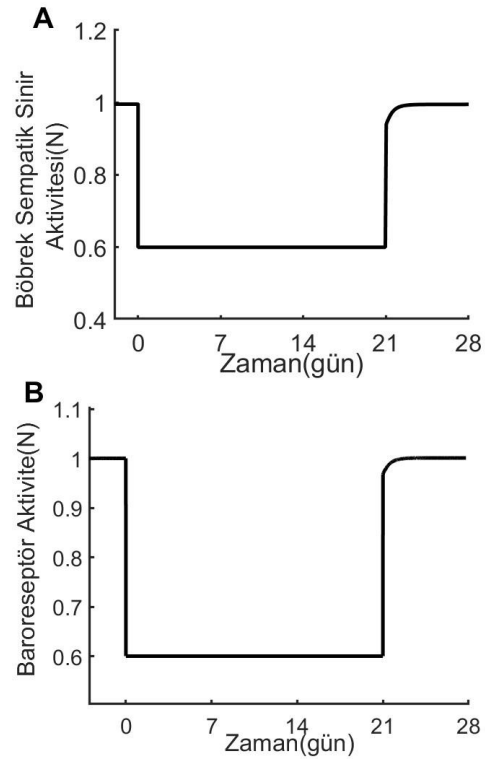 A
1.2
1
0.8
0.6
0.4
Böbrek Sempatik Sinir
Aktivitesi(N)
0 7 14 21 28
Zaman(gün)
B
1.1
1
0.9
0.8
0.7
0.6
Baroreseptör Aktivite(N)
0 7 14 21 28
Zaman(gün)